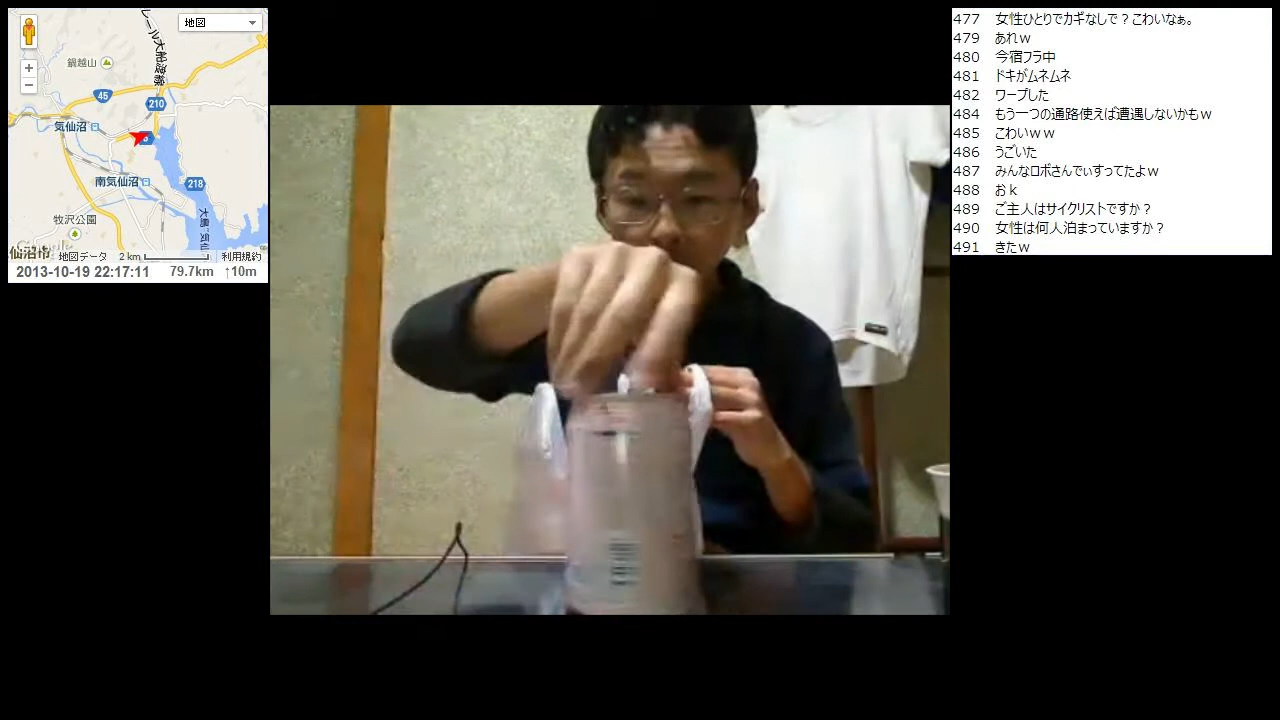 地図
レール大船渡線
鍋越山
45
210
気仙沼
南気仙沼
218
牧沢公園
仙沼市
地図データ
2 km
利用規約
2013-10-19 22:17:11 79.7km ↑10m
477 女性ひとりでカギなしで？こわいなぁ。
479 あれｗ
480 今宿フラ中
481 ドキがムネムネ
482 ワープした
484 もう一つの通路使えば遭遇しないかもｗ
485 こわいｗｗ
486 うごいた
487 みんなロボさんでぃすってたよｗ
488 おｋ
489 ご主人はサイクリストですか？
490 女性は何人泊まっていますか？
491 きたｗ